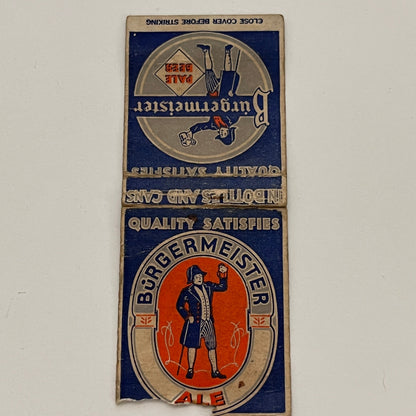 CLOSE COVER BEFORE STRIKING
PALE
BEER
Bürgermeister
QUALITY SATISFIES
IN BOTTLES AND CANS
QUALITY SATISFIES
BÜRGERMEISTER
ALE